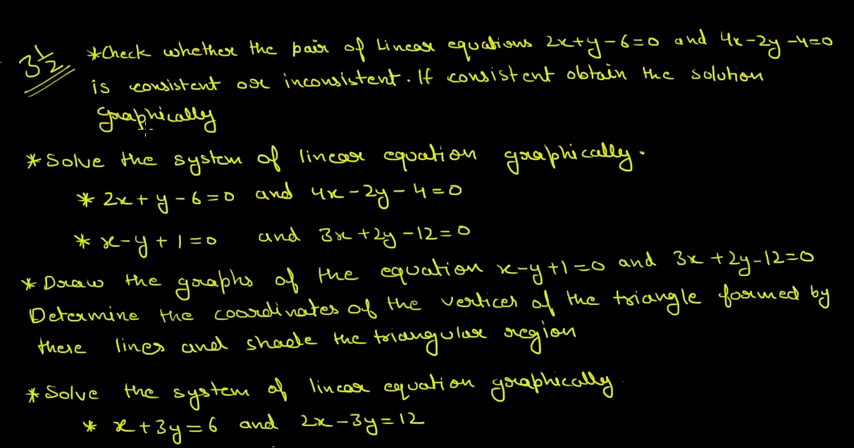 3 1/2
* Check whether the pair of linear equations 2x+y-6=0 and 4x-2y-4=0
is consistent or inconsistent. If consistent obtain the solution
graphically
* Solve the system of linear equation graphically.
* 2x+y-6=0 and 4x-2y-4=0
* x-y+1=0 and 3x+2y-12=0
* Draw the graphs of the equation x-y+1=0 and 3x+2y-12=0
Determine the coordinates of the vertices of the triangle formed by
these lines and shade the triangular region
* Solve the system of linear equation graphically
* x+3y=6 and 2x-3y=12